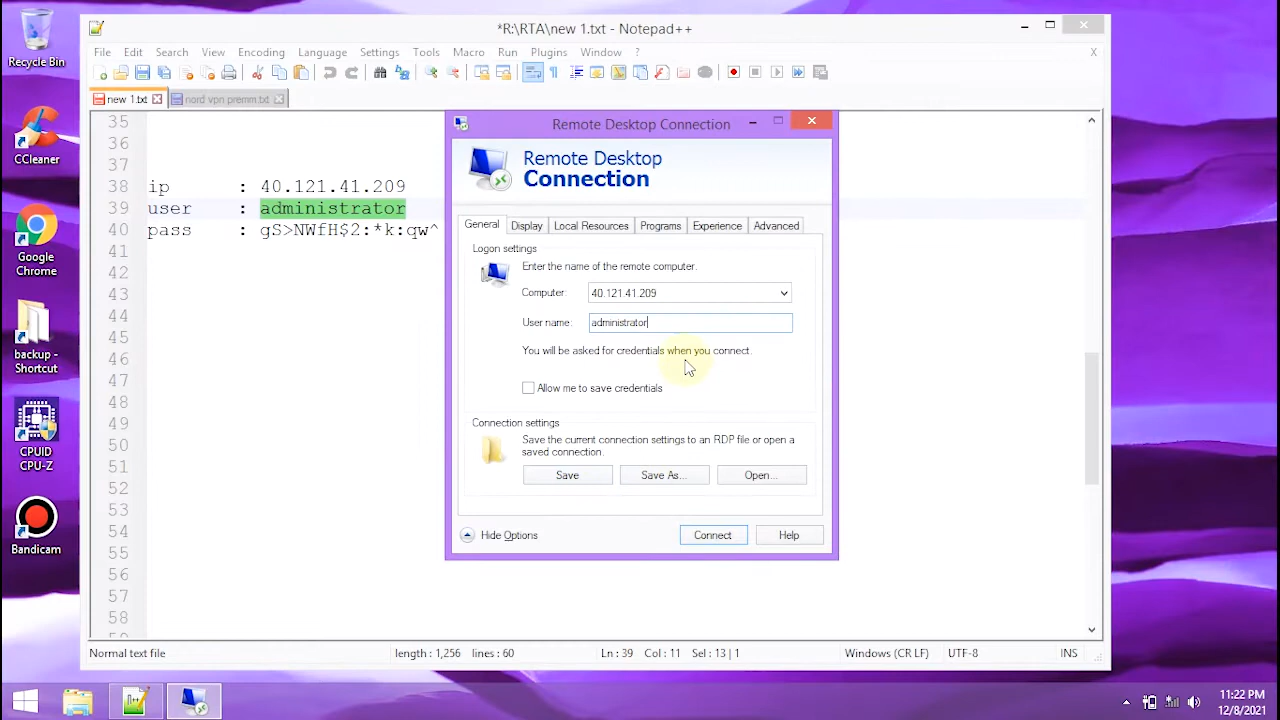 Recycle Bin
CCleaner
Google
Chrome
backup -
Shortcut
CPUID
CPU-Z
Bandicam
*R:\RTA\new 1.txt - Notepad++
File Edit Search View Encoding Language Settings Tools Macro Run Plugins Window ? X
new 1.txt nord vpn premm.txt
35
36
37
38 ip : 40.121.41.209
39 user : administrator
40 pass : gS>NWfH$2:*k:qw^
41
42
43
44
45
46
47
48
49
50
51
52
53
54
55
56
57
58
59
Remote Desktop Connection
Remote Desktop
Connection
General Display Local Resources Programs Experience Advanced
Logon settings
Enter the name of the remote computer.
Computer: 40.121.41.209
User name: administrator
You will be asked for credentials when you connect.
Allow me to save credentials
Connection settings
Save the current connection settings to an RDP file or open a
saved connection.
Save Save As... Open...
Hide Options Connect Help
Normal text file length : 1,256 lines : 60 Ln : 39 Col : 11 Sel : 13 | 1 Windows (CR LF) UTF-8 INS
11:22 PM
12/8/2021